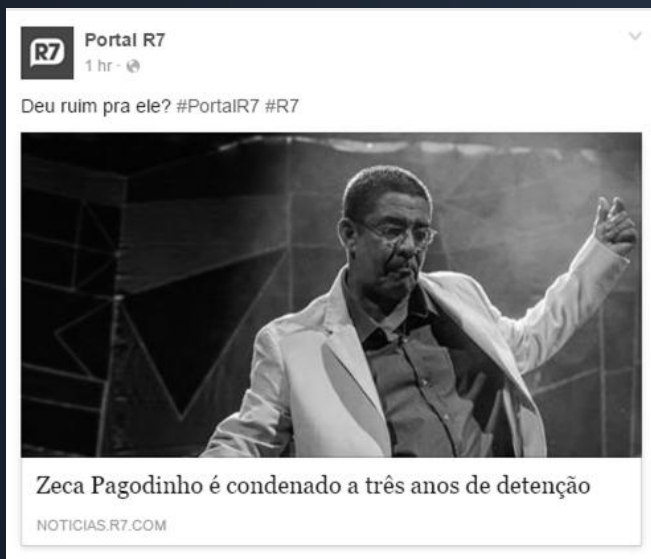 R7
Portal R7
1 hr ·
Deu ruim pra ele? #PortalR7 #R7
Zeca Pagodinho é condenado a três anos de detenção
NOTICIAS.R7.COM